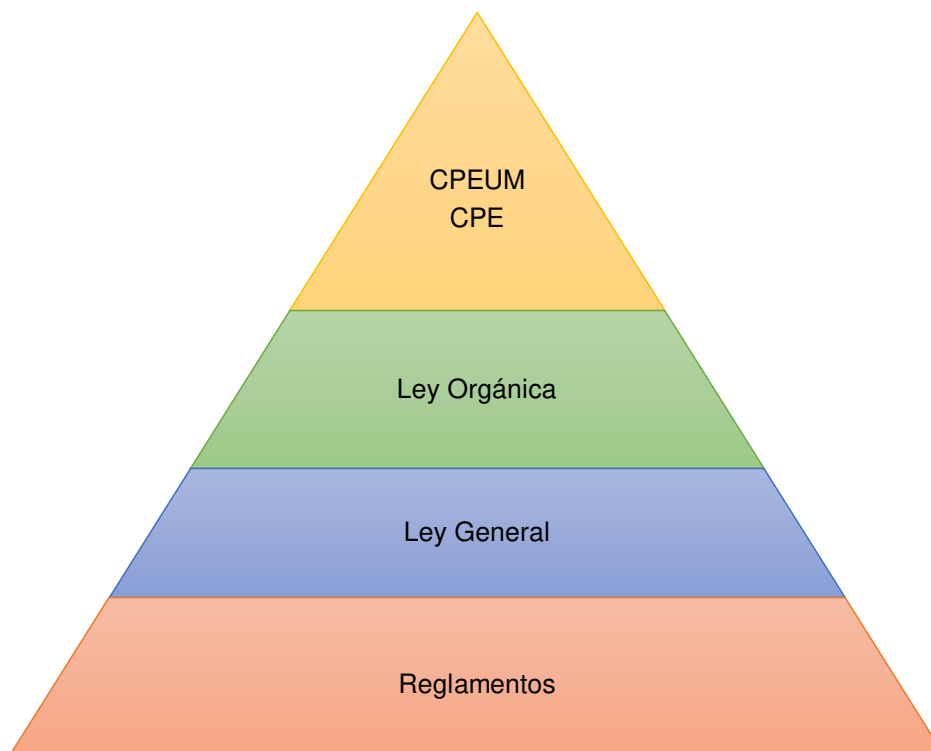 CPEUM
CPE
Ley Orgánica
Ley General
Reglamentos